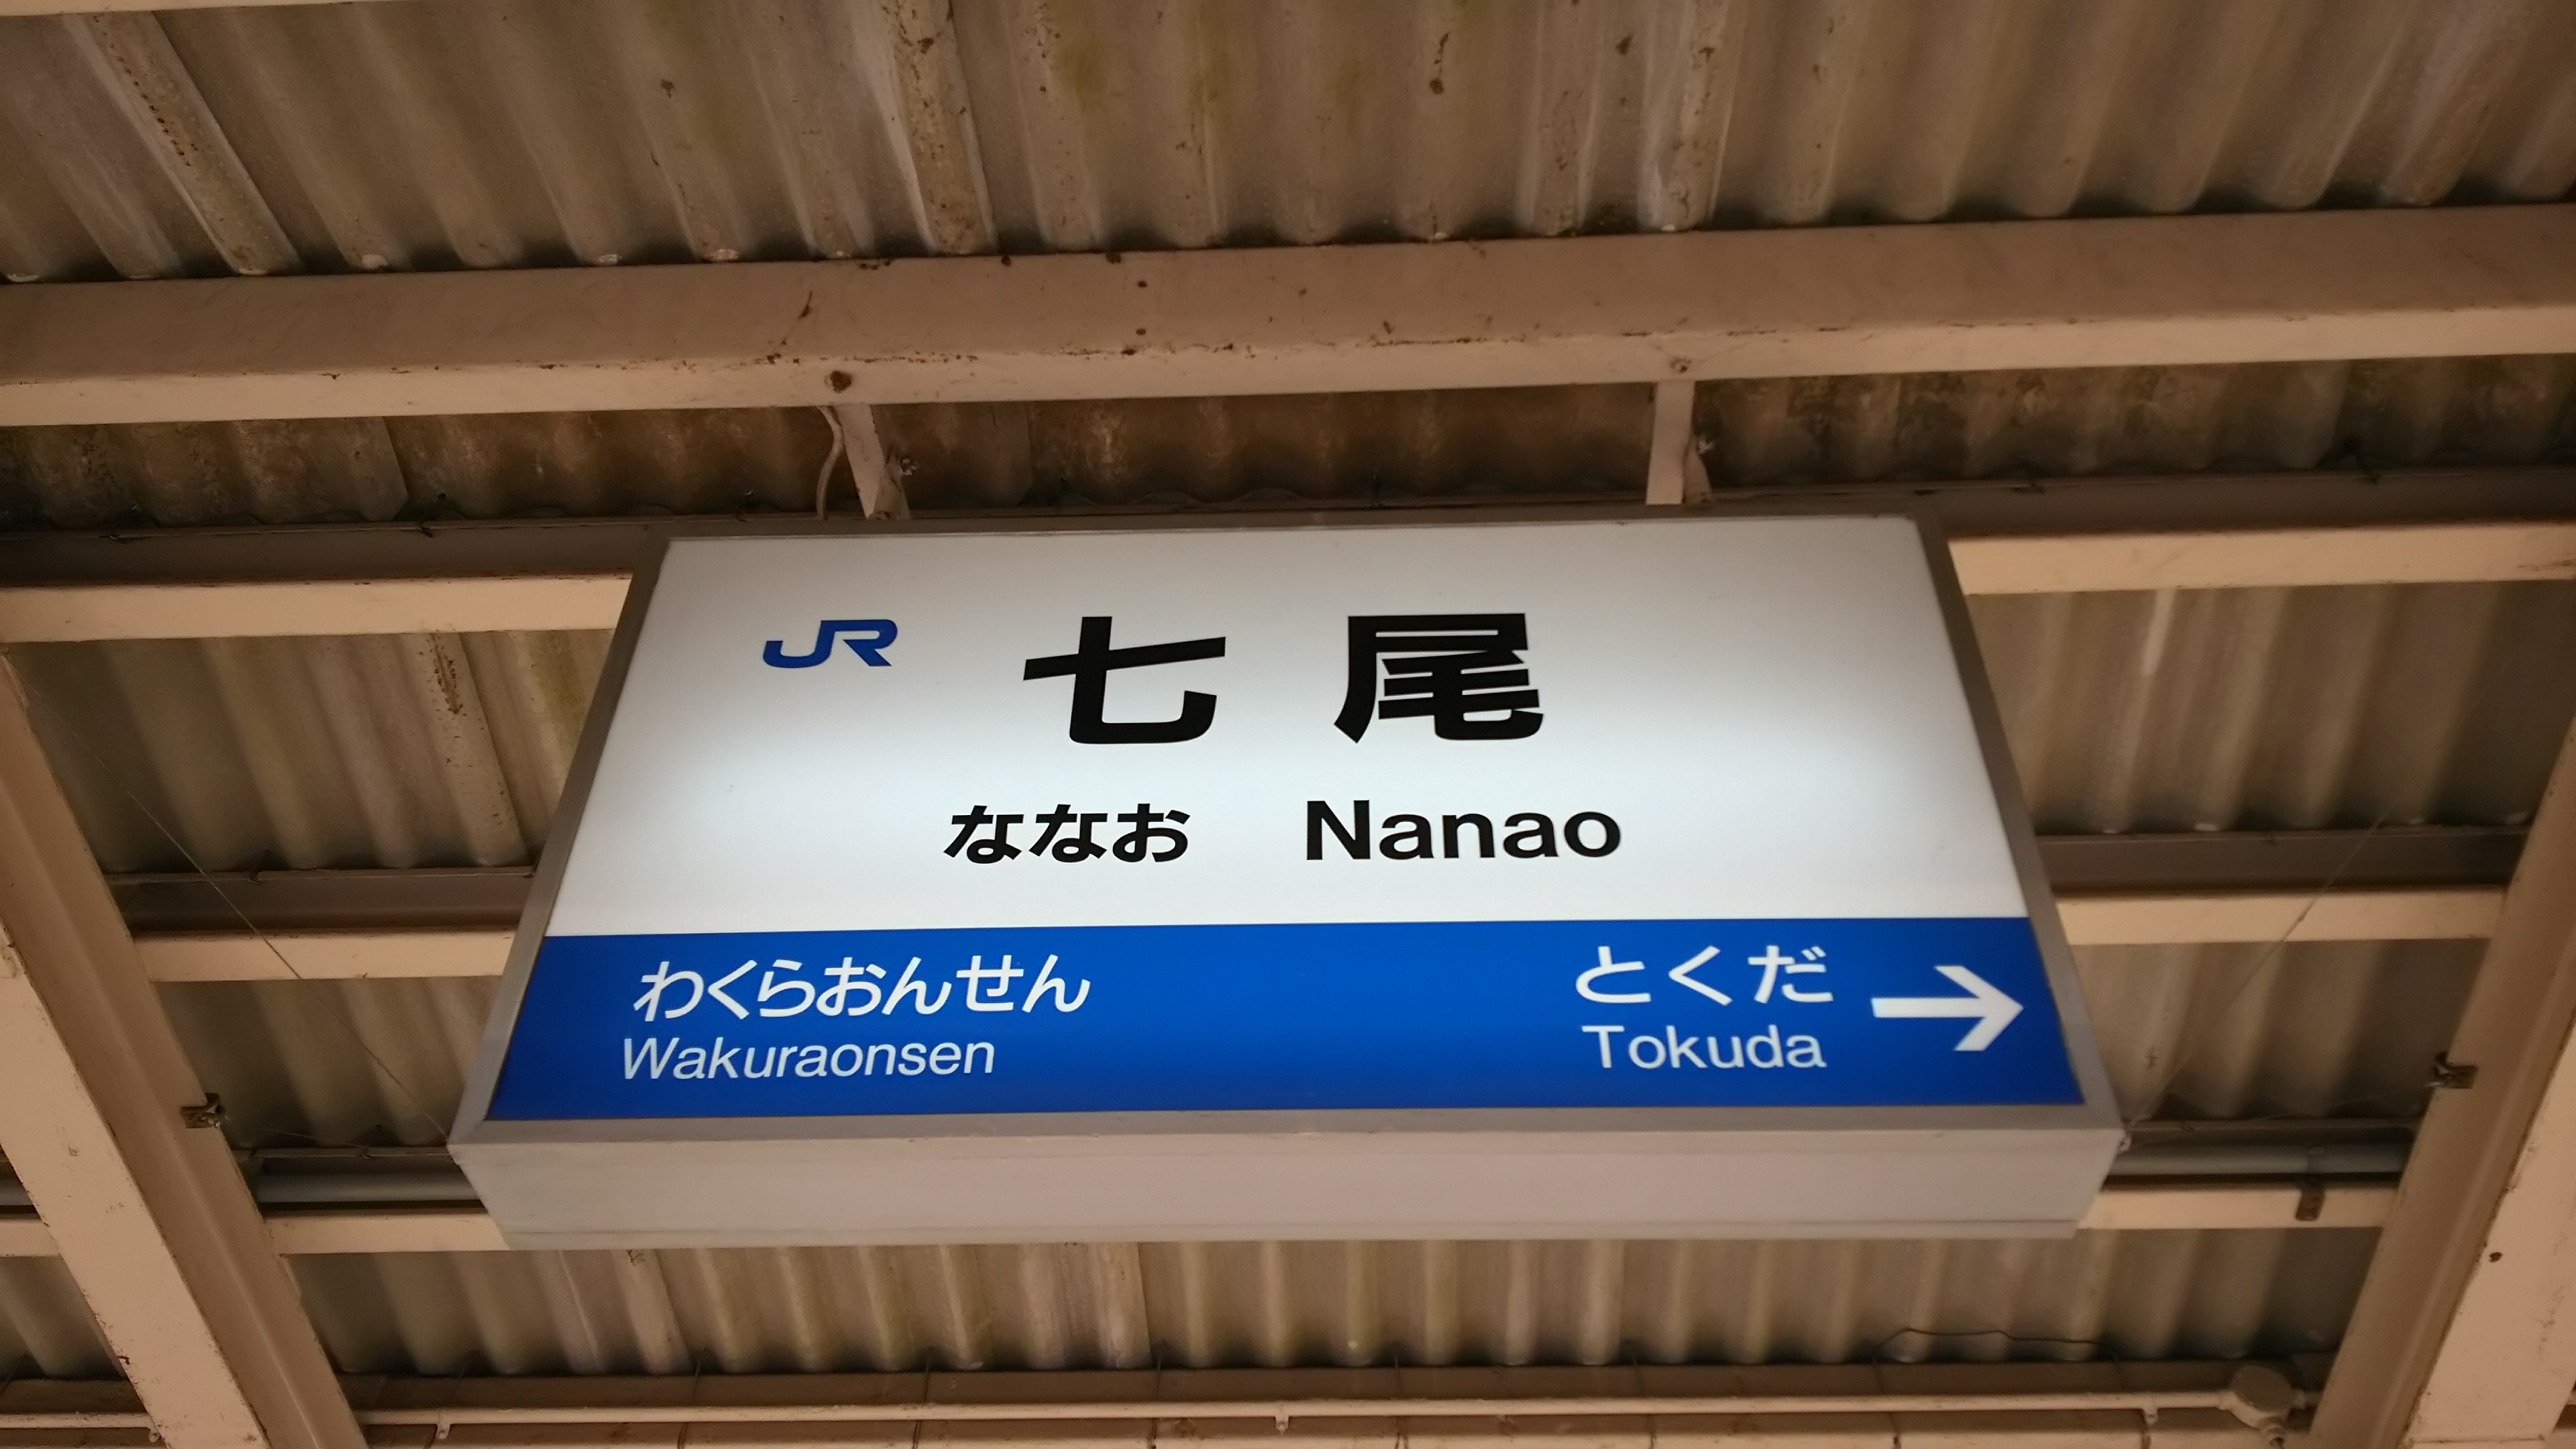 JR 七尾
ななお Nanao
わくらおんせん
Wakuraonsen
とくだ →
Tokuda